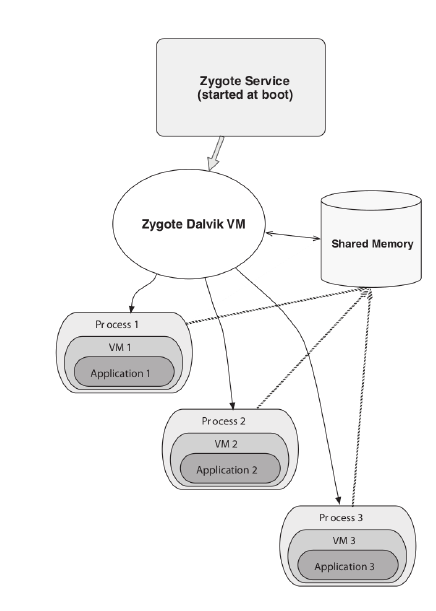 Zygote Service
(started at boot)
Zygote Dalvik VM
Shared Memory
Process 1
VM 1
Application 1
Process 2
VM 2
Application 2
Process 3
VM 3
Application 3